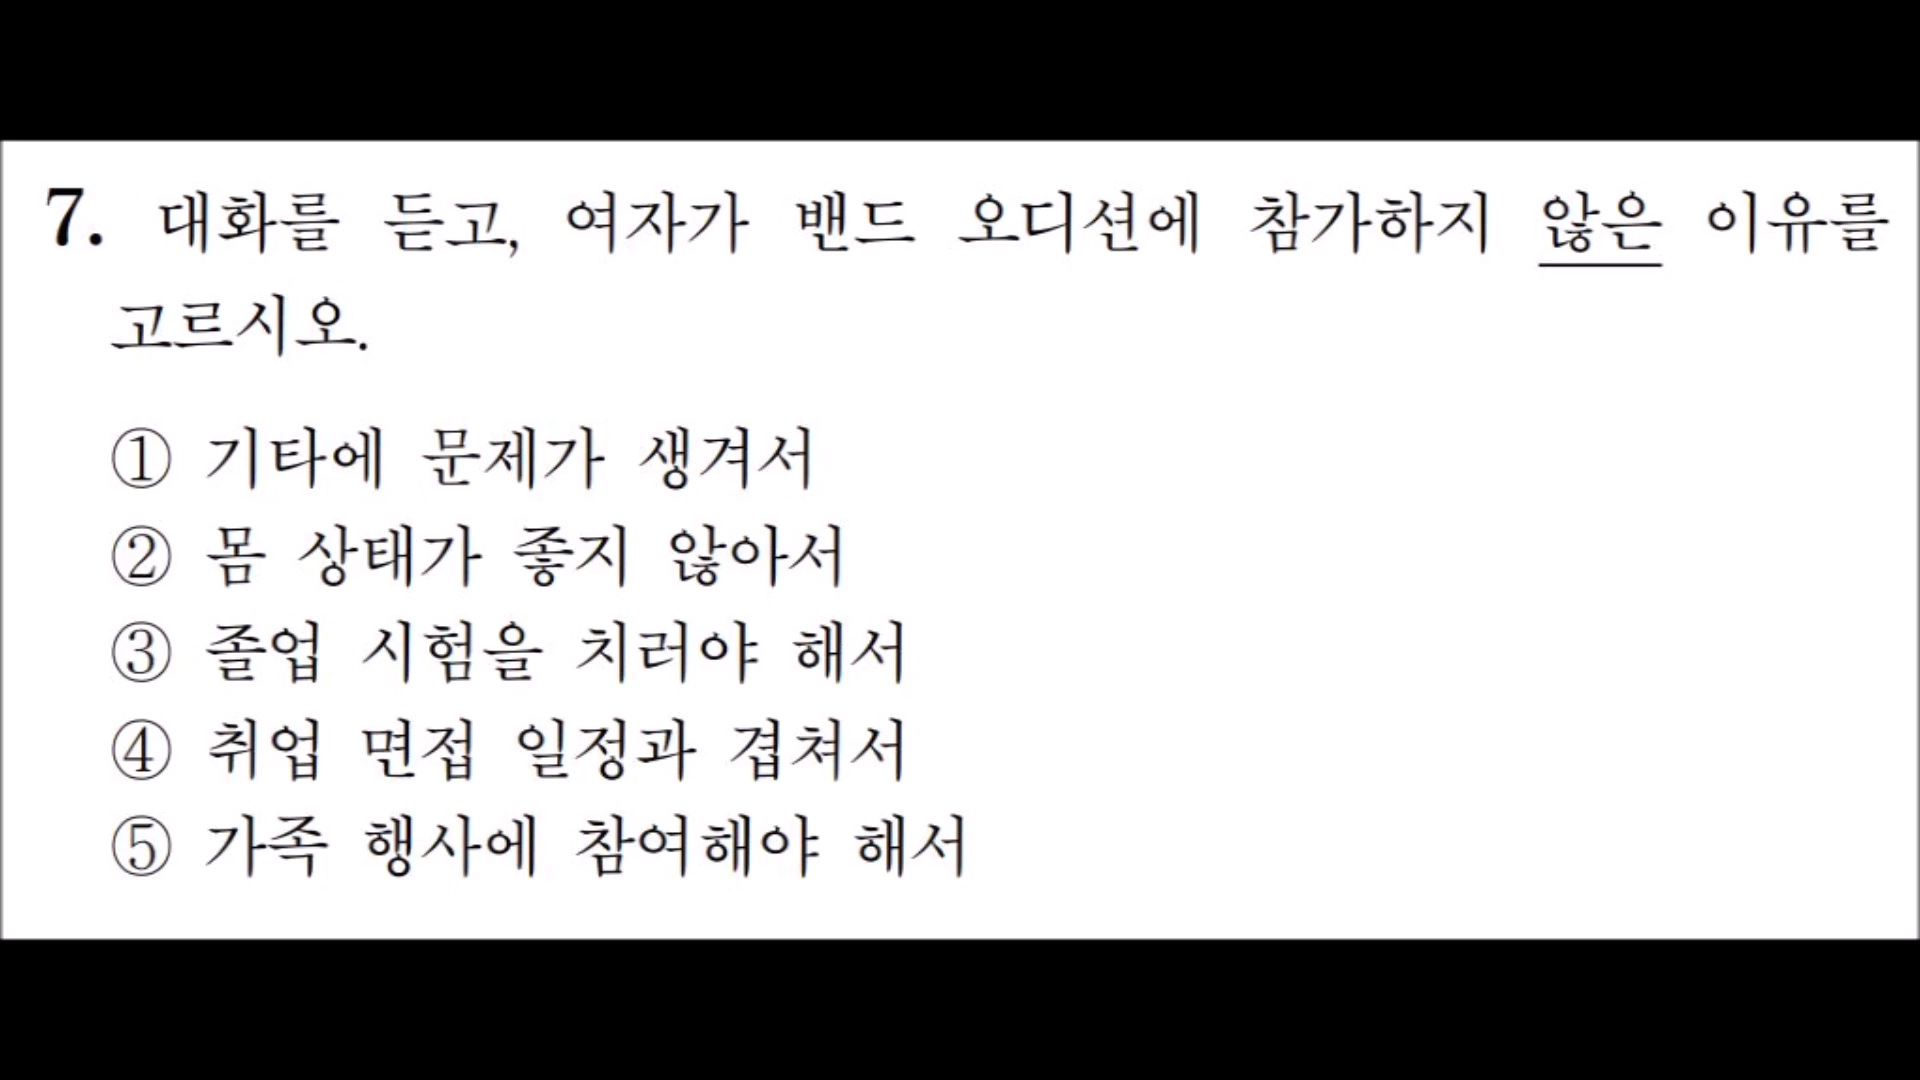 7. 대화를 듣고, 여자가 밴드 오디션에 참가하지 않은 이유를
고르시오.
① 기타에 문제가 생겨서
② 몸 상태가 좋지 않아서
③ 졸업 시험을 치러야 해서
④ 취업 면접 일정과 겹쳐서
⑤ 가족 행사에 참여해야 해서